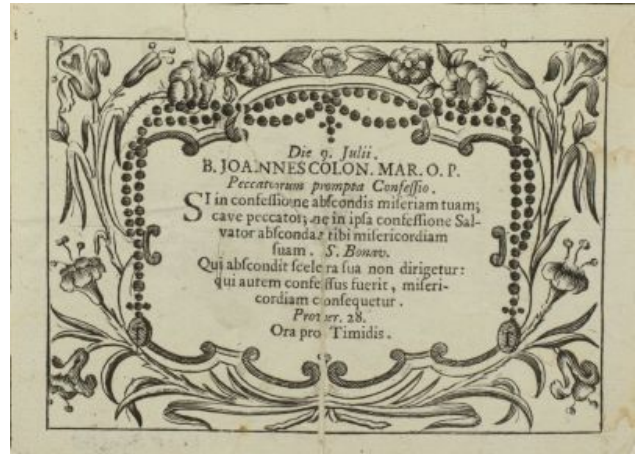 Die 9. Julii.
B. JOANNES COLON. MAR. O. P.
Peccatorum prompta Confeſſio.
SI in confeſſione abſcondis miſeriam tuam;
cave peccator; ne in ipſa confeſſione Sal-
vator abſcondat tibi miſericordiam
ſuam. S. Bonav.
Qui abſcondit ſcelera ſua non dirigetur:
qui autem confeſſus fuerit, miſeri-
cordiam conſequetur.
Prover. 28.
Ora pro Timidis.